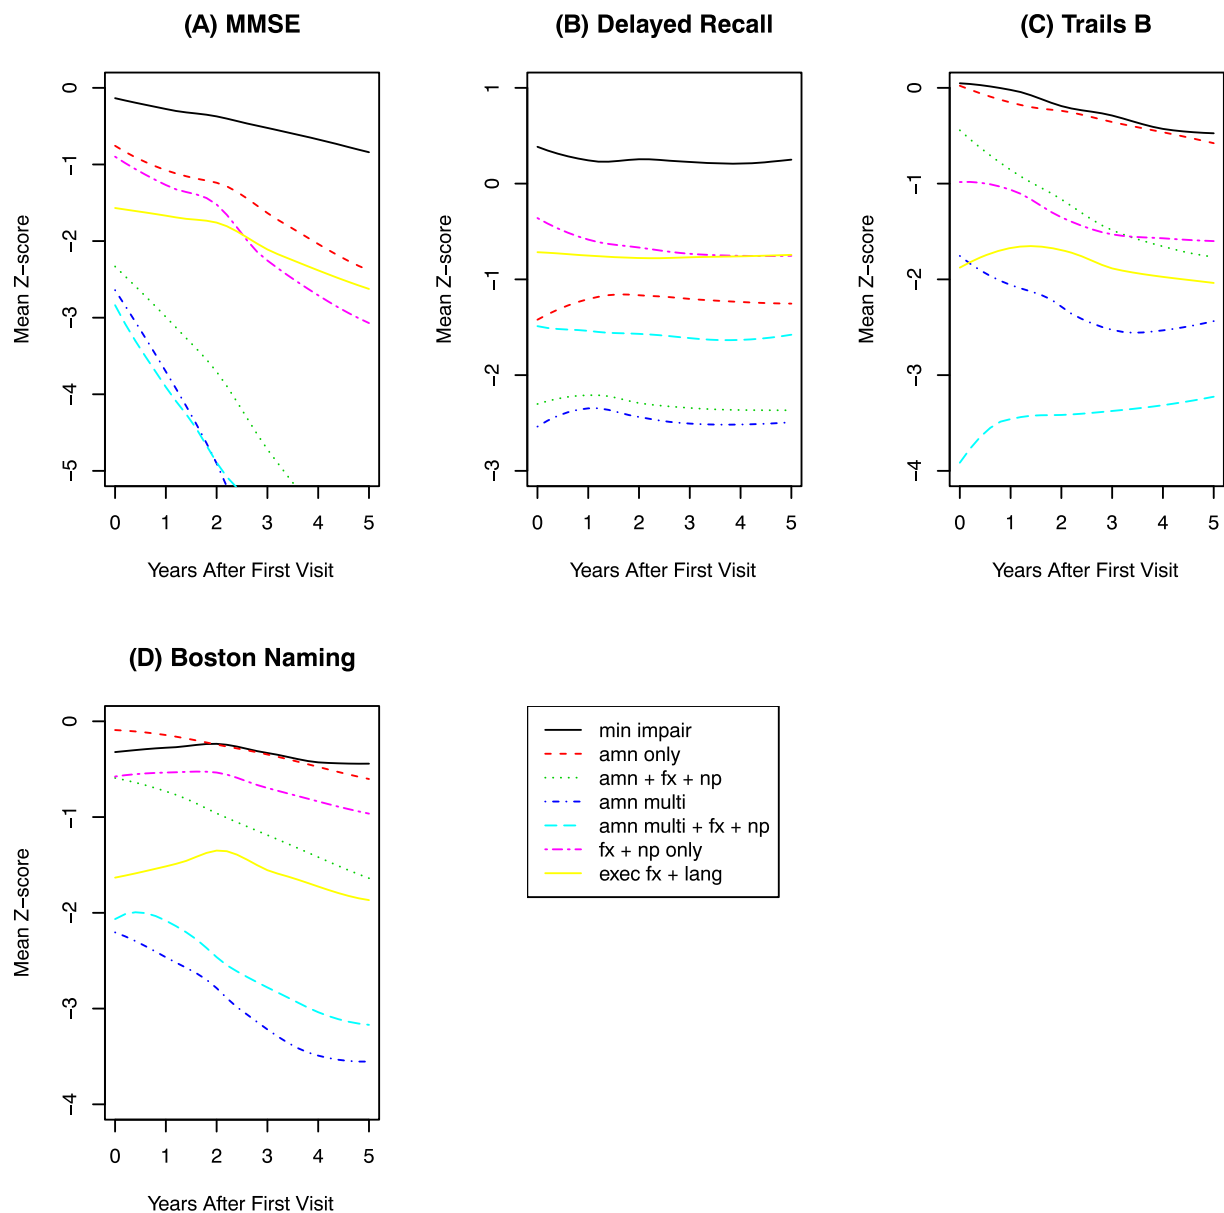 (A) MMSE
Mean Z−score
0
−1
−2
−3
−4
−5
0 1 2 3 4 5
Years After First Visit
(B) Delayed Recall
Mean Z−score
1
0
−1
−2
−3
0 1 2 3 4 5
Years After First Visit
(C) Trails B
Mean Z−score
0
−1
−2
−3
−4
0 1 2 3 4 5
Years After First Visit
(D) Boston Naming
Mean Z−score
0
−1
−2
−3
−4
0 1 2 3 4 5
Years After First Visit
min impair
amn only
amn + fx + np
amn multi
amn multi + fx + np
fx + np only
exec fx + lang